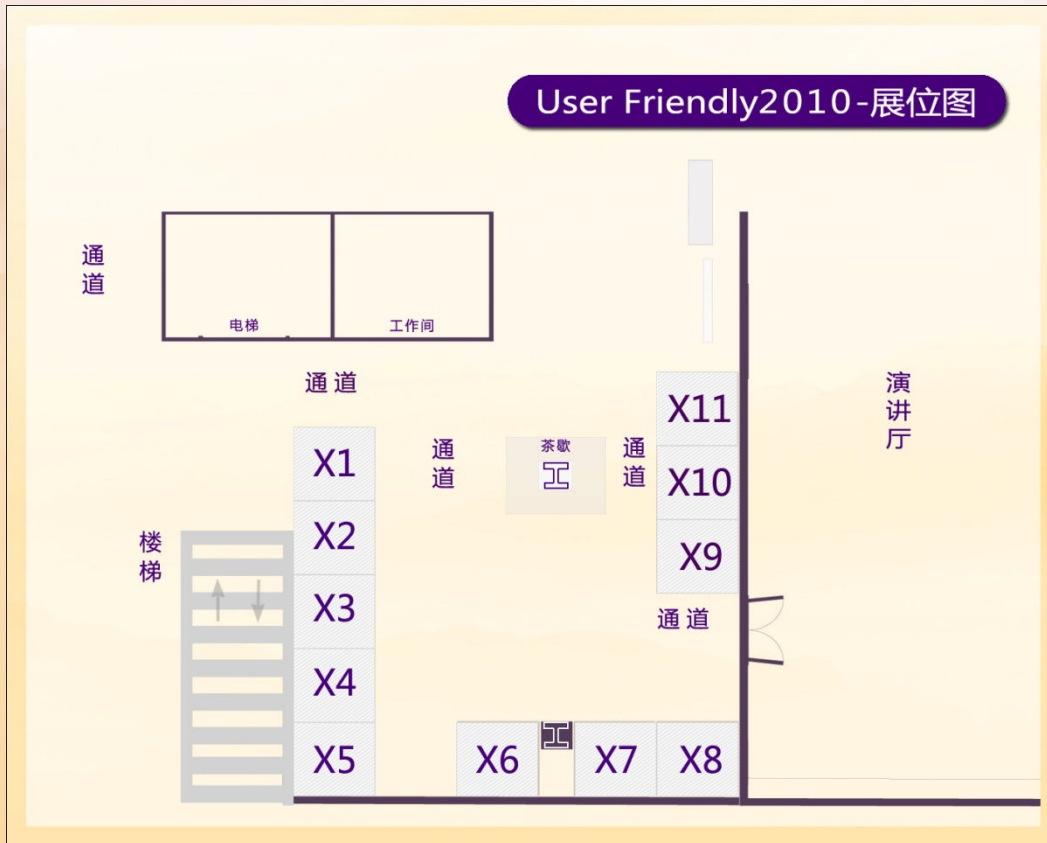 User Friendly2010-展位图
通道
电梯
工作间
通道
X11
演讲厅
X1
通道
茶歇
通道
X10
X2
楼梯
X9
X3
通道
X4
X5
X6
X7
X8